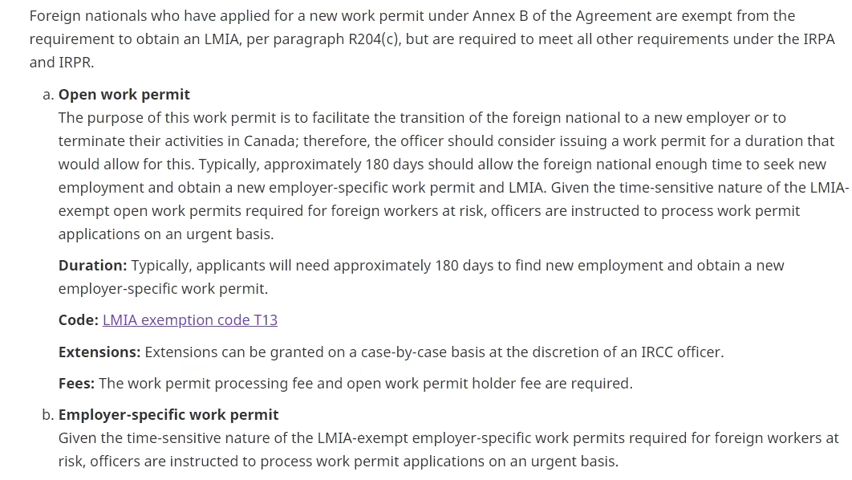 Foreign nationals who have applied for a new work permit under Annex B of the Agreement are exempt from the
requirement to obtain an LMIA, per paragraph R204(c), but are required to meet all other requirements under the IRPA
and IRPR.
a. Open work permit
The purpose of this work permit is to facilitate the transition of the foreign national to a new employer or to
terminate their activities in Canada; therefore, the officer should consider issuing a work permit for a duration that
would allow for this. Typically, approximately 180 days should allow the foreign national enough time to seek new
employment and obtain a new employer-specific work permit and LMIA. Given the time-sensitive nature of the LMIA-
exempt open work permits required for foreign workers at risk, officers are instructed to process work permit
applications on an urgent basis.
Duration: Typically, applicants will need approximately 180 days to find new employment and obtain a new
employer-specific work permit.
Code: LMIA exemption code T13
Extensions: Extensions can be granted on a case-by-case basis at the discretion of an IRCC officer.
Fees: The work permit processing fee and open work permit holder fee are required.
b. Employer-specific work permit
Given the time-sensitive nature of the LMIA-exempt employer-specific work permits required for foreign workers at
risk, officers are instructed to process work permit applications on an urgent basis.